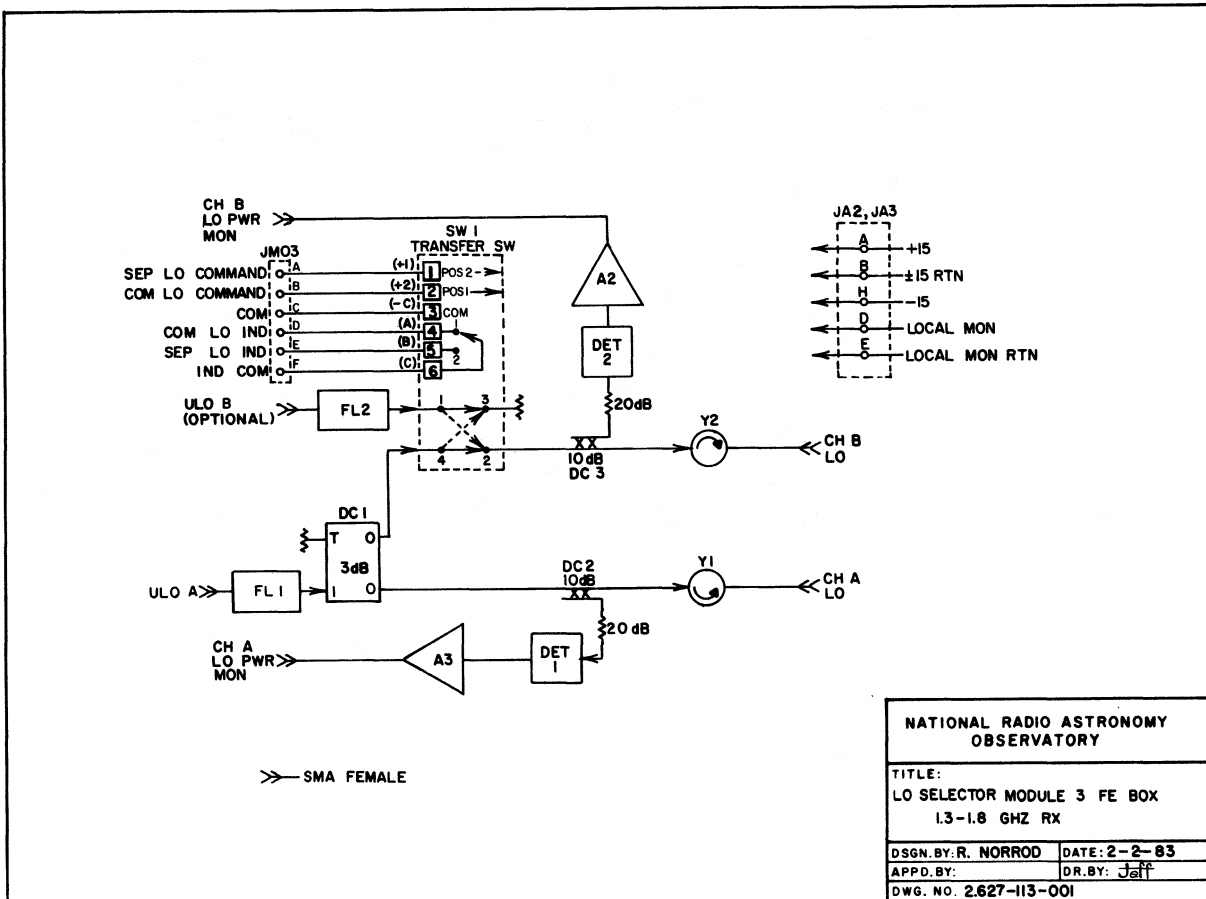 CH B
LO PWR
MON
SW 1
TRANSFER SW
JMO3
SEP LO COMMAND A (+1) 1 POS 2
COM LO COMMAND B (+2) 2 POS 1
COM C (-C) 3 COM
COM LO IND D (A) 4 1
SEP LO IND E (B) 5 2
IND COM F (C) 6
ULO B
(OPTIONAL)
FL2
1 3
4 2
A2
DET
2
20dB
10dB
DC 3
Y2
CH B
LO
JA2, JA3
A +15
B ±15 RTN
H -15
D LOCAL MON
E LOCAL MON RTN
DC 1
T O
3dB
I O
ULO A
FL 1
DC2
10dB
Y1
CH A
LO
20 dB
DET
1
A3
CH A
LO PWR
MON
SMA FEMALE
NATIONAL RADIO ASTRONOMY
OBSERVATORY
TITLE:
LO SELECTOR MODULE 3 FE BOX
1.3-1.8 GHZ RX
DSGN. BY: R. NORROD DATE: 2-2-83
APPD. BY: DR. BY: Jeff
DWG. NO. 2.627-113-001